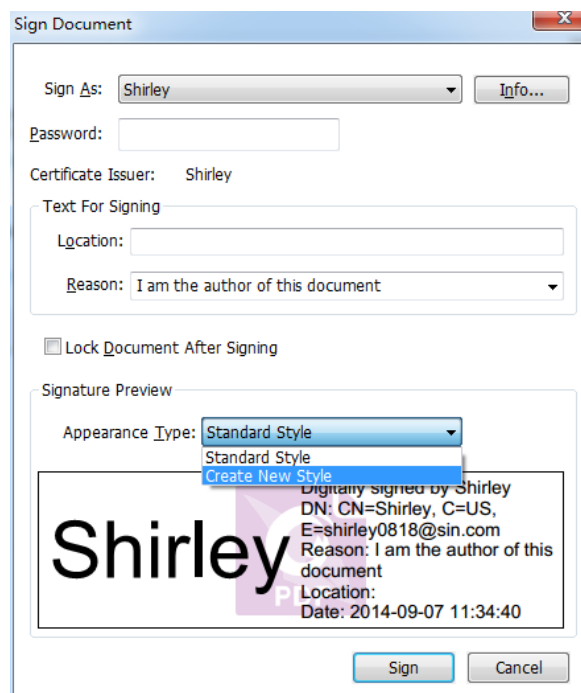 Sign Document
X
Sign As: Shirley Info...
Password:
Certificate Issuer: Shirley
Text For Signing
Location:
Reason: I am the author of this document
Lock Document After Signing
Signature Preview
Appearance Type: Standard Style
Standard Style
Create New Style
Shirley
Digitally signed by Shirley
DN: CN=Shirley, C=US,
E=shirley0818@sin.com
Reason: I am the author of this
document
Location:
Date: 2014-09-07 11:34:40
PDF
Sign Cancel